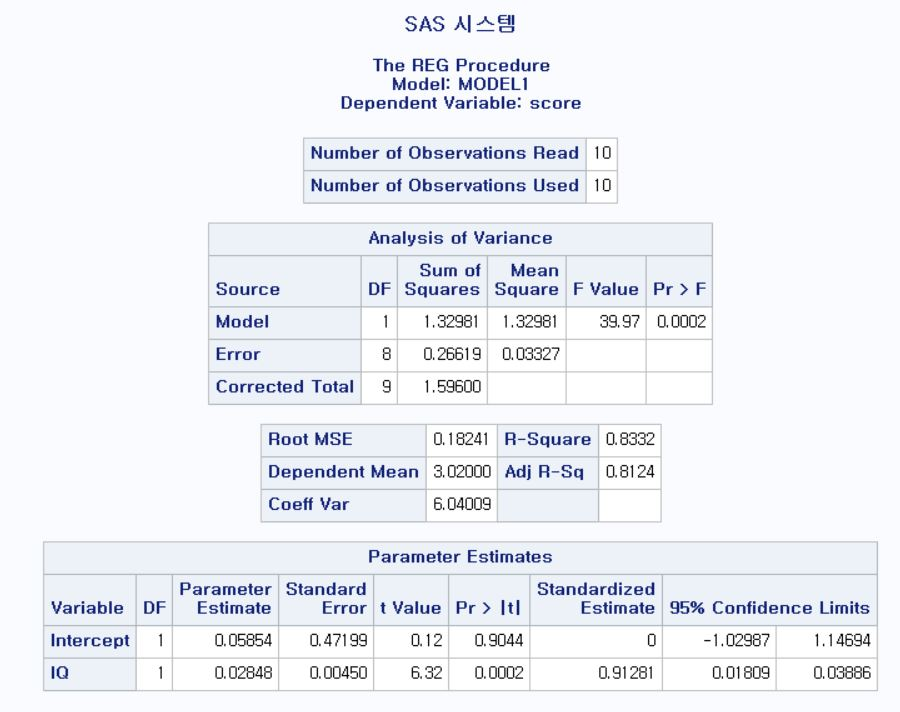 SAS 시스템
The REG Procedure
Model: MODEL1
Dependent Variable: score
Number of Observations Read 10
Number of Observations Used 10
Analysis of Variance
Source DF Sum of Squares Mean Square F Value Pr > F
Model 1 1.32981 1.32981 39.97 0.0002
Error 8 0.26619 0.03327
Corrected Total 9 1.59600
Root MSE 0.18241 R-Square 0.8332
Dependent Mean 3.02000 Adj R-Sq 0.8124
Coeff Var 6.04009
Parameter Estimates
Variable DF Parameter Estimate Standard Error t Value Pr > |t| Standardized Estimate 95% Confidence Limits
Intercept 1 0.05854 0.47199 0.12 0.9044 0 -1.02987 1.14694
IQ 1 0.02848 0.00450 6.32 0.0002 0.91281 0.01809 0.03886